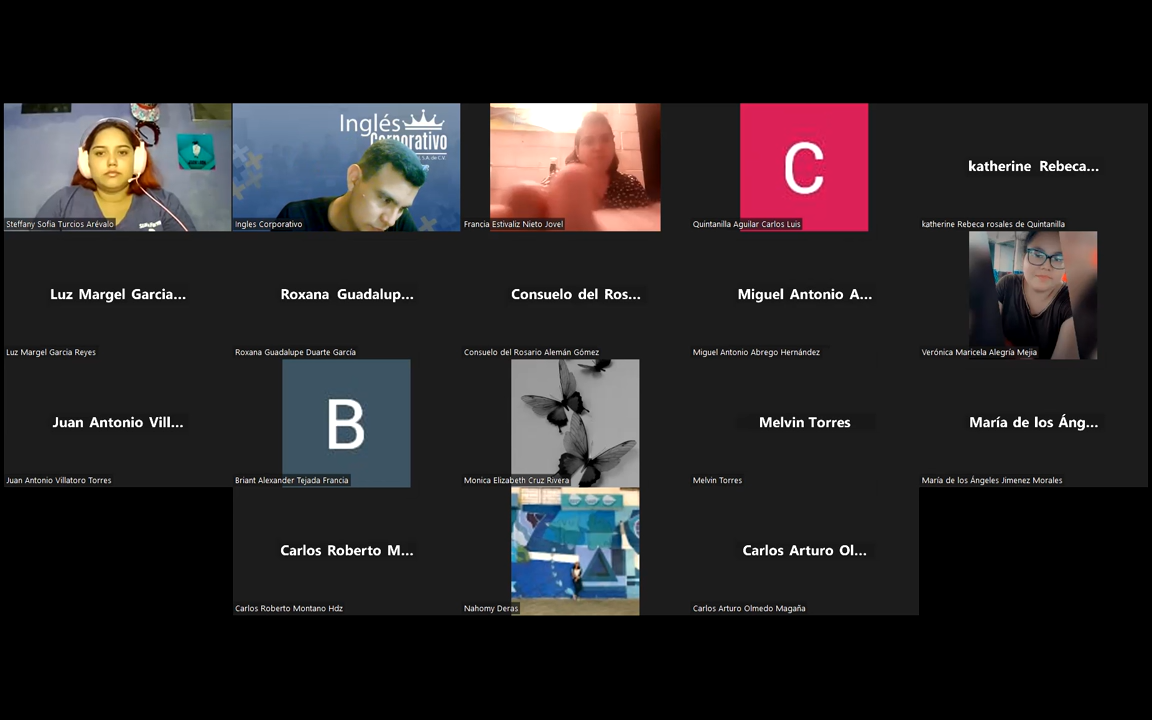 Inglés
Corporativo
S.A. de C.V.
C
katherine Rebeca...
Steffany Sofia Turcios Arévalo
Ingles Corporativo
Francia Estivaliz Nieto Jovel
Quintanilla Aguilar Carlos Luis
katherine Rebeca rosales de Quintanilla
Luz Margel Garcia...
Roxana Guadalup...
Consuelo del Ros...
Miguel Antonio A...
Luz Margel Garcia Reyes
Roxana Guadalupe Duarte García
Consuelo del Rosario Alemán Gómez
Miguel Antonio Abrego Hernández
Verónica Maricela Alegría Mejia
Juan Antonio Vill...
B
Melvin Torres
María de los Áng...
Juan Antonio Villatoro Torres
Briant Alexander Tejada Francia
Monica Elizabeth Cruz Rivera
Melvin Torres
María de los Ángeles Jimenez Morales
Carlos Roberto M...
Carlos Arturo Ol...
Carlos Roberto Montano Hdz
Nahomy Deras
Carlos Arturo Olmedo Magaña